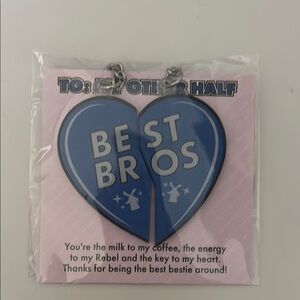 TO: MY OTHER HALF
BEST
BROS
You're the milk to my coffee, the energy
to my Rebel and the key to my heart.
Thanks for being the best bestie around!